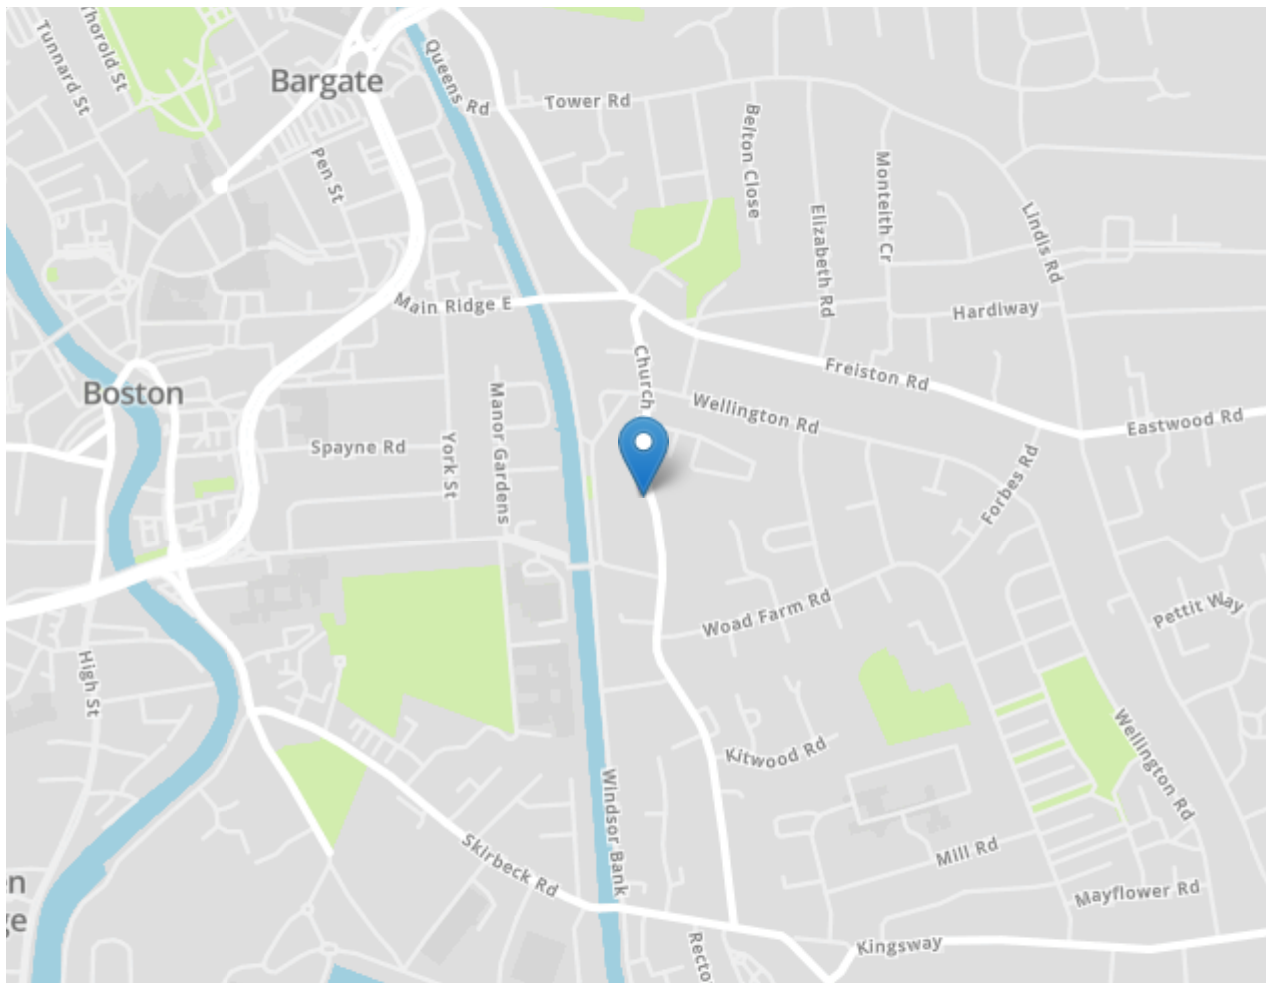 Thorold St
Tunnard St
Bargate
Queens Rd
Tower Rd
Pen St
Belton Close
Monteith Cr
Elizabeth Rd
Lindis Rd
Main Ridge E
Hardiway
Church
Freiston Rd
Boston
Wellington Rd
Eastwood Rd
Manor Gardens
Spayne Rd
York St
Forbes Rd
Woad Farm Rd
Pettit Way
High St
Kitwood Rd
Wellington Rd
Windsor Bank
Skirbeck Rd
Mill Rd
en
ge
Mayflower Rd
Recto
Kingsway